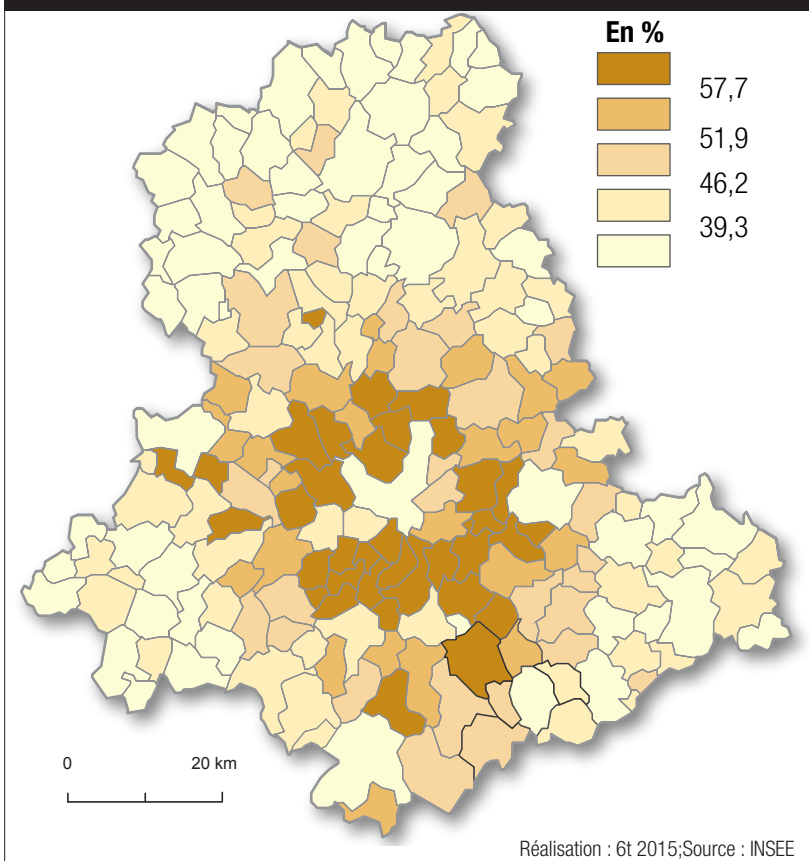 En %
57,7
51,9
46,2
39,3
0 20 km
Réalisation : 6t 2015;Source : INSEE